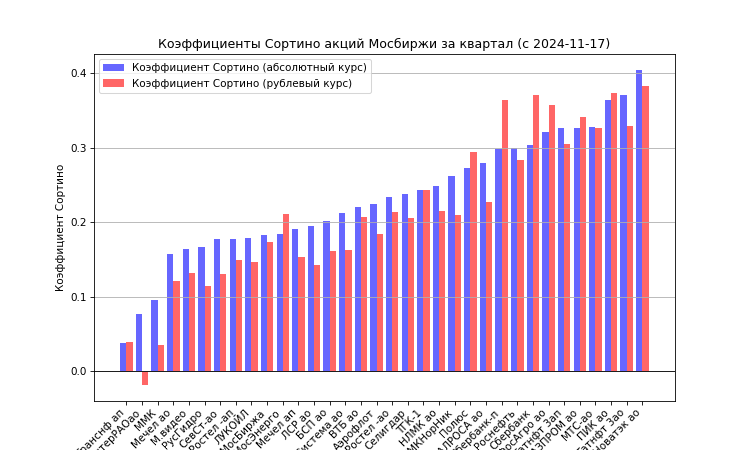 Коэффициенты Сортино акций Мосбиржи за квартал (с 2024-11-17)
Коэффициент Сортино (абсолютный курс)
Коэффициент Сортино (рублевый курс)
Коэффициент Сортино
0.4
0.3
0.2
0.1
0.0
ММК
Мечел ао
М.видео
РусГидро
СевСт-ао
Ростел -ап
ЛУКОЙЛ
МосБиржа
Мечел ап
ЛСР ао
БСП ао
ВТБ ао
Аэрофлот
Ростел -ао
Селигдар
ТГК-1
НЛМК ао
Полюс
Роснефть
Сбербанк
МТС-ао
ПИК ао
Новатэк ао